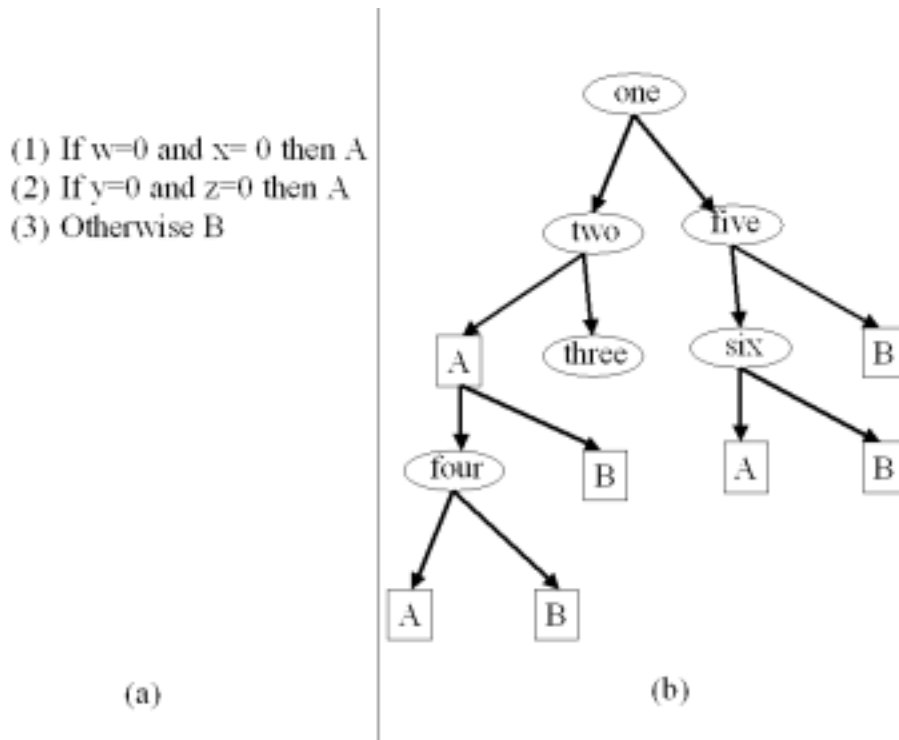 (1) If w=0 and x= 0 then A
(2) If y=0 and z=0 then A
(3) Otherwise B
(a)
one
two
five
A
three
six
B
four
B
A
B
A
B
(b)